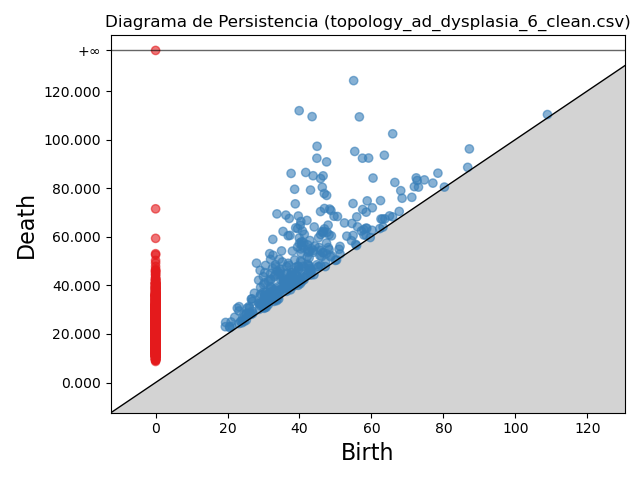 Diagrama de Persistencia (topology_ad_dysplasia_6_clean.csv)
+∞
120.000
100.000
80.000
60.000
40.000
20.000
0.000
Death
0 20 40 60 80 100 120
Birth